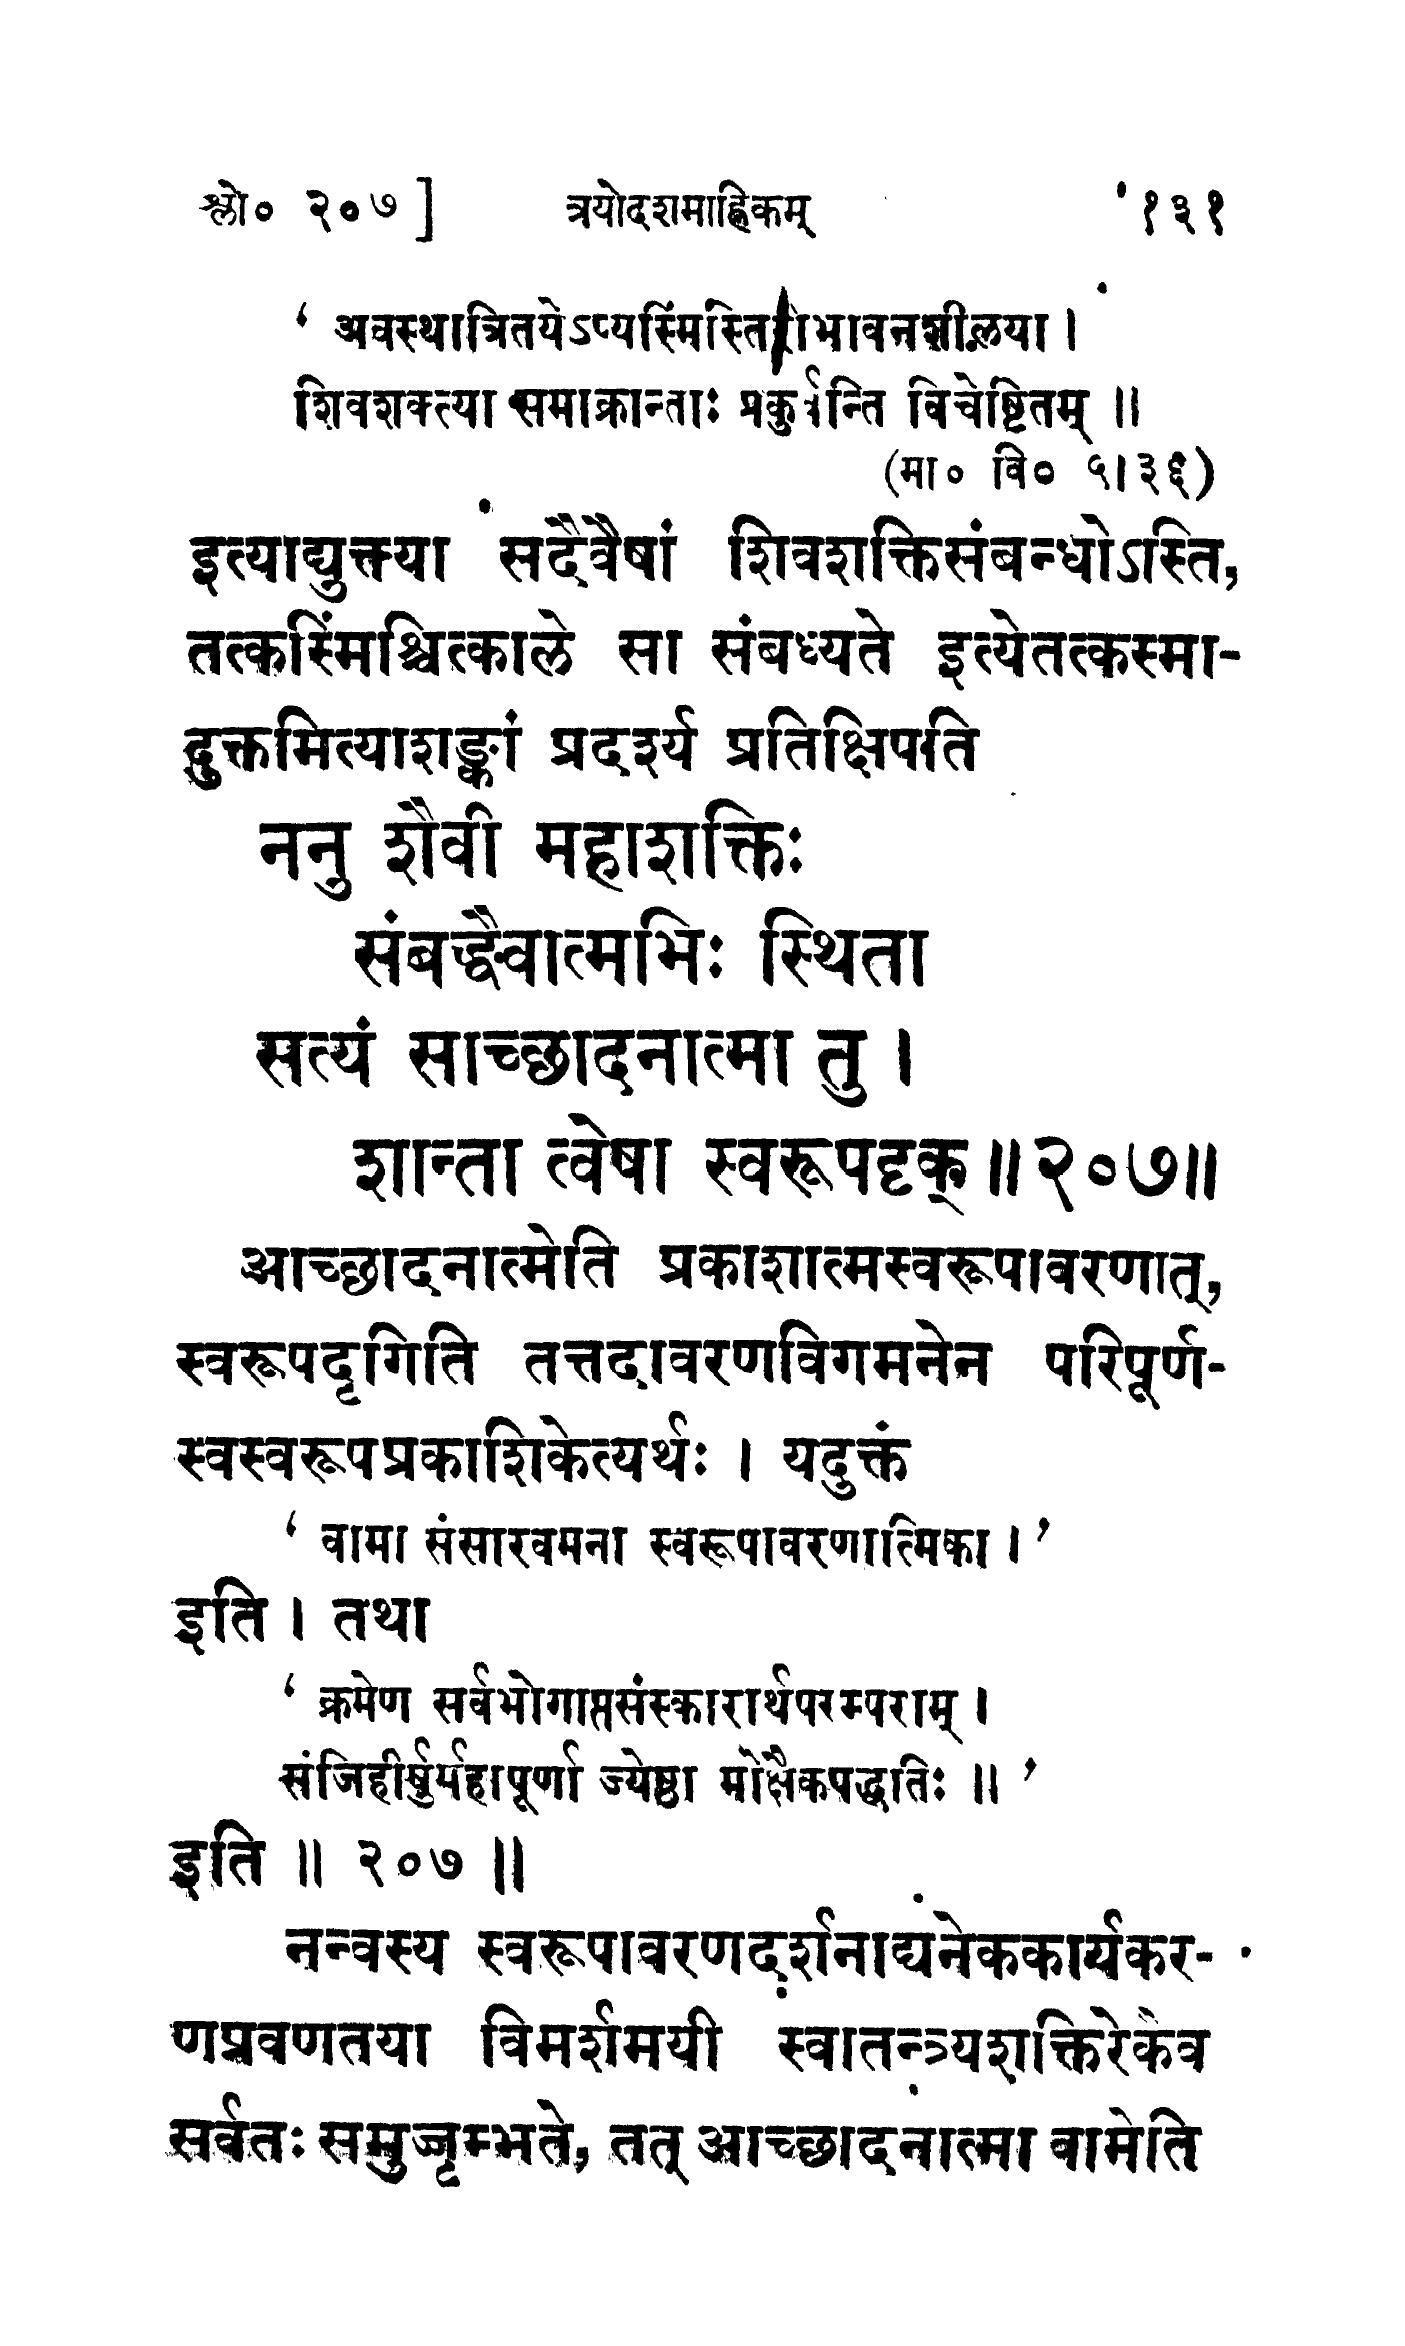 श्लो० २०७ ] त्रयोदशमाह्निकम् १३१
‘ अवस्थात्रितयेऽप्यस्मिंस्तिरोभावनशीलया ।
शिवशक्त्या समाक्रान्ताः प्रकुर्वन्ति विचेष्टितम् ॥
(मा० वि० ५।३६)
इत्याद्युक्त्या सदैवैषां शिवशक्तिसंबन्धोऽस्ति,
तत्कस्मिंश्चित्काले सा संबध्यते इत्येतत्कस्मा-
दुक्तमित्याशङ्कां प्रदर्श्य प्रतिक्षिपति
ननु शैवी महाशक्तिः
संबद्धैवात्मभिः स्थिता
सत्यं साच्छादनात्मा तु ।
शान्ता त्वेषा स्वरूपदृक् ॥ २०७ ॥
आच्छादनात्मेति प्रकाशात्मस्वरूपावरणात्,
स्वरूपदृगिति तत्तदावरणविगमनेन परिपूर्ण-
स्वस्वरूपप्रकाशिकेत्यर्थः । यदुक्तं
‘ वामा संसारवमना स्वरूपावरणात्मिका । ’
इति । तथा
‘ क्रमेण सर्वभोगाप्तसंस्कारार्थपरम्पराम् ।
संजिहीर्षुर्महापूर्णा ज्येष्ठा मोक्षैकपद्धतिः ॥ ’
इति ॥ २०७ ॥
नन्वस्य स्वरूपावरणदर्शनाद्यनेककार्यकर-
णप्रवणतया विमर्शमयी स्वातन्त्र्यशक्तिरेकैव
सर्वतः समुज्जृम्भते, तत् आच्छादनात्मा वामेति